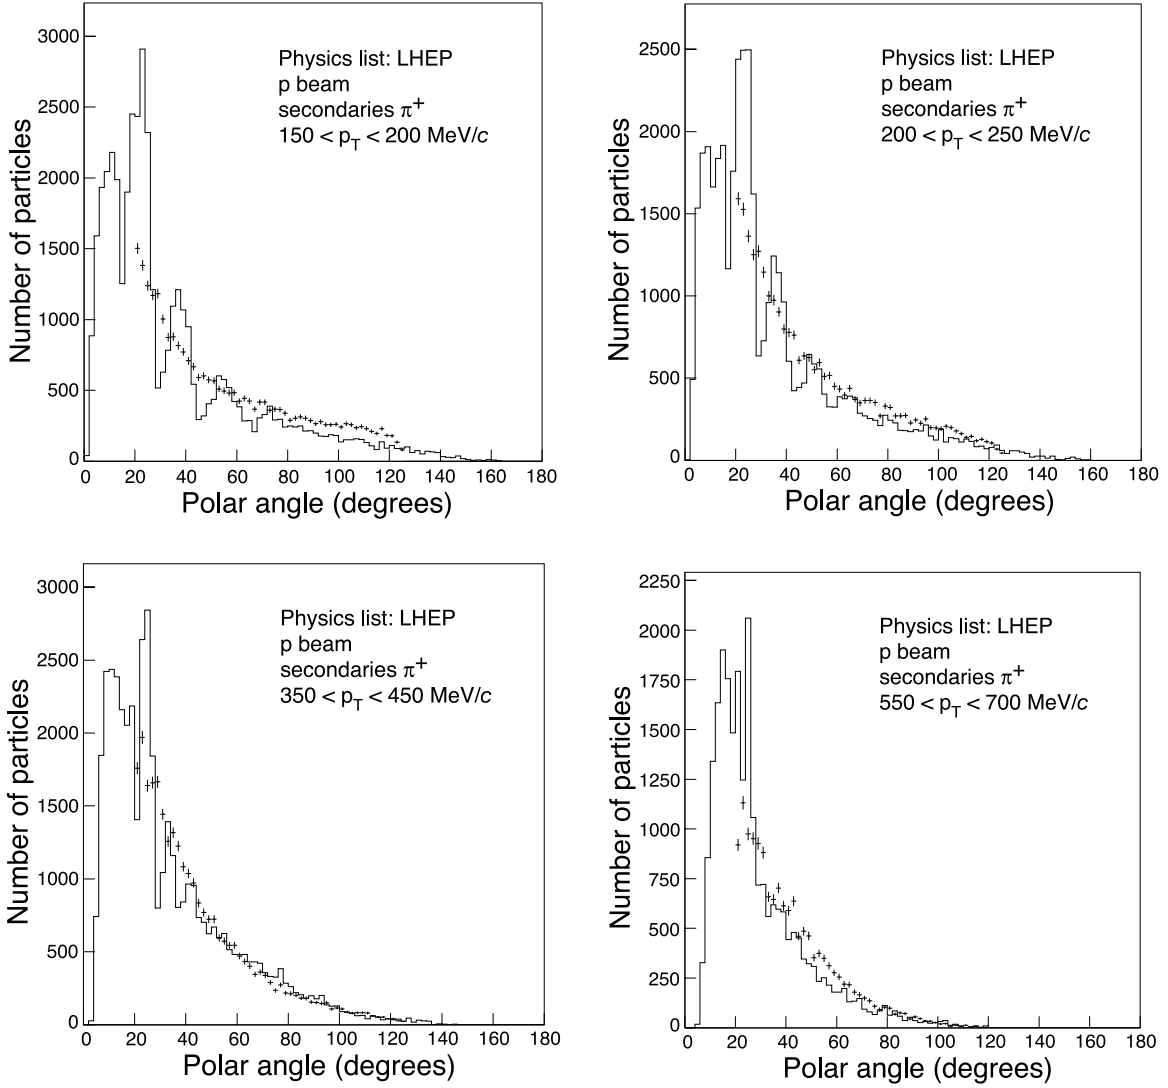 Number of particles
3000
2500
2000
1500
1000
500
0
Physics list: LHEP
p beam
secondaries π+
150 < pT < 200 MeV/c
0 20 40 60 80 100 120 140 160 180
Polar angle (degrees)
Number of particles
2500
2000
1500
1000
500
0
Physics list: LHEP
p beam
secondaries π+
200 < pT < 250 MeV/c
0 20 40 60 80 100 120 140 160 180
Polar angle (degrees)
Number of particles
3000
2500
2000
1500
1000
500
0
Physics list: LHEP
p beam
secondaries π+
350 < pT < 450 MeV/c
0 20 40 60 80 100 120 140 160 180
Polar angle (degrees)
Number of particles
2250
2000
1750
1500
1250
1000
750
500
250
0
Physics list: LHEP
p beam
secondaries π+
550 < pT < 700 MeV/c
0 20 40 60 80 100 120 140 160 180
Polar angle (degrees)